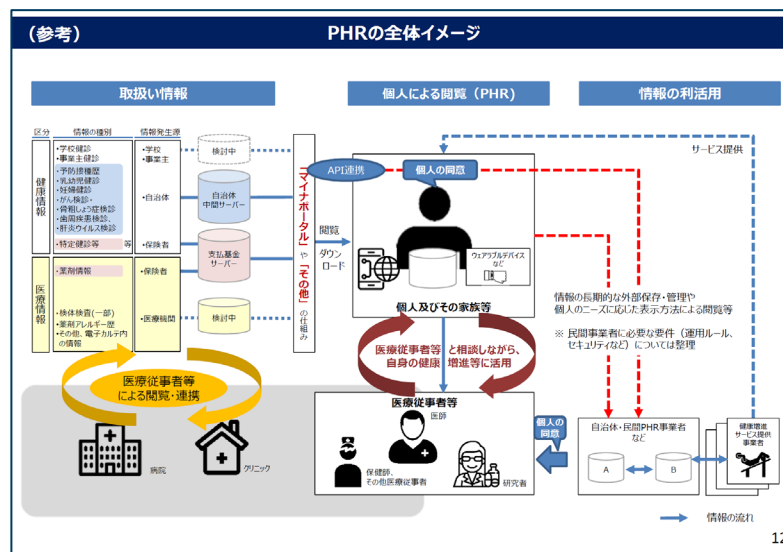 (参考)
PHRの全体イメージ
取扱い情報
個人による閲覧（PHR)
情報の利活用
区分
情報の種別
情報発生源
健康情報
・学校健診
・事業主健診
・予防接種歴
・乳幼児健診
・妊婦健診
・がん検診・
・骨粗しょう症検診
・歯周疾患検診、
・肝炎ウイルス検診
・特定健診等
等
・学校
・事業主
・自治体
・保険者
検討中
自治体
中間サーバー
支払基金
サーバー
医療情報
・薬剤情報
・検体検査(一部)
・薬剤アレルギー歴
・その他、電子カルテ内
の情報
・保険者
・医療機関
検討中
「マイナポータル」や「その他」の仕組み
閲覧
ダウン
ロード
API連携
個人の同意
ウェアラブルデバイス
など
個人及びその家族等
サービス提供
情報の長期的な外部保存・管理や
個人のニーズに応じた表示方法による閲覧等
※ 民間事業者に必要な要件（運用ルール、
セキュリティなど）については整理
医療従事者等と相談しながら、
自身の健康増進等に活用
医療従事者等
による閲覧・連携
病院
クリニック
医療従事者等
医師
保健師、
その他医療従事者
研究者
個人の
同意
自治体・民間PHR事業者
など
A
B
健康増進
サービス提供
事業者
情報の流れ
12